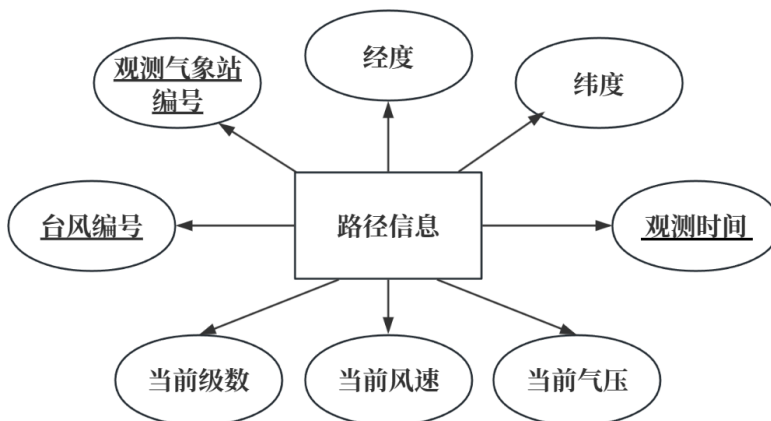 经度
观测气象站
编号
纬度
台风编号
路径信息
观测时间
当前级数
当前风速
当前气压